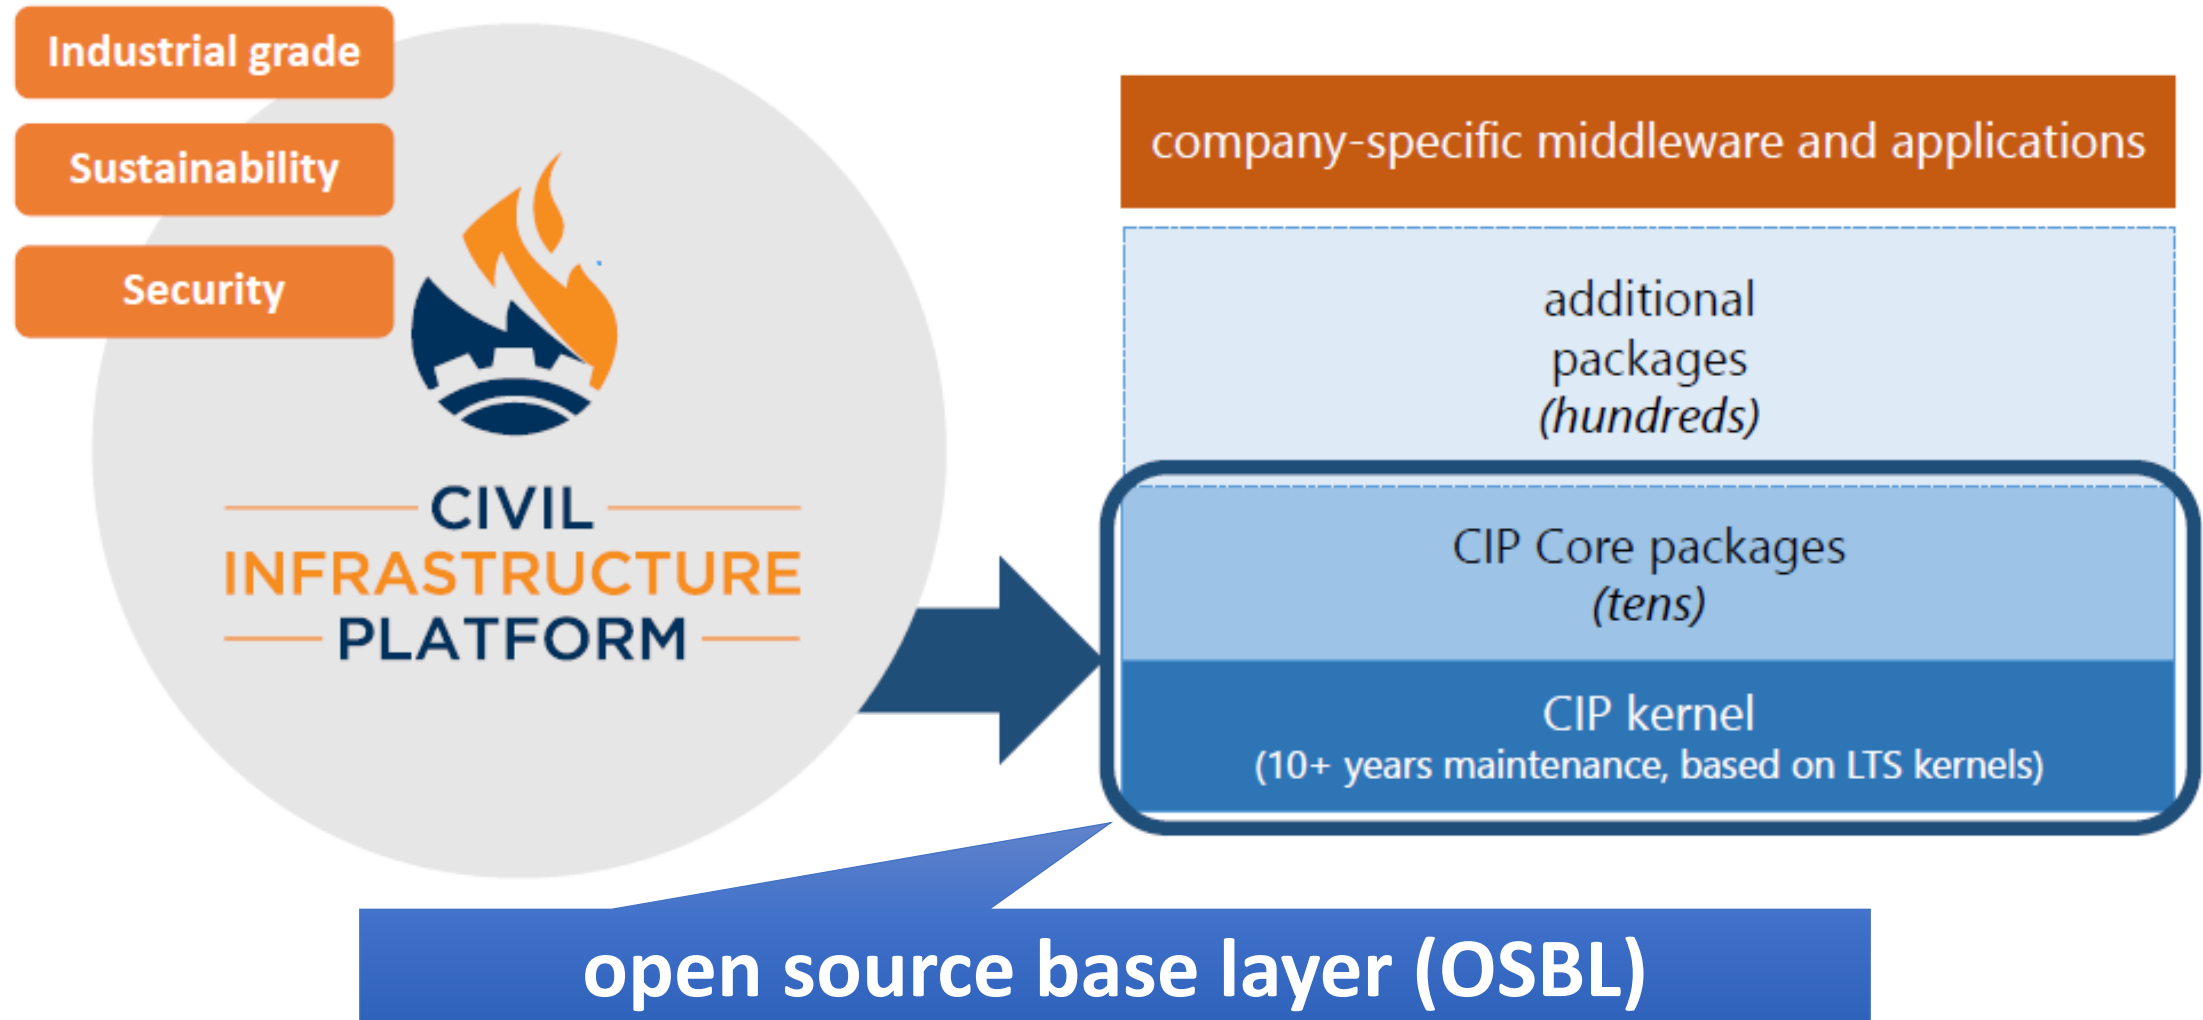 Industrial grade
Sustainability
Security
CIVIL
INFRASTRUCTURE
PLATFORM
company-specific middleware and applications
additional
packages
(hundreds)
CIP Core packages
(tens)
CIP kernel
(10+ years maintenance, based on LTS kernels)
open source base layer (OSBL)